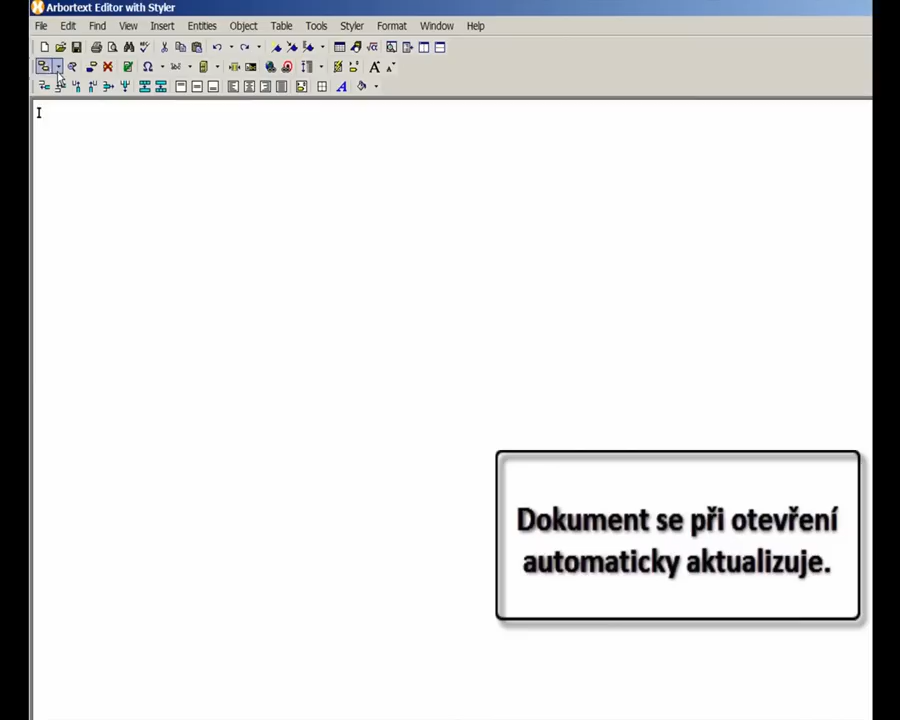 Arbortext Editor with Styler
File Edit Find View Insert Entities Object Table Tools Styler Format Window Help
Dokument se při otevření
automaticky aktualizuje.